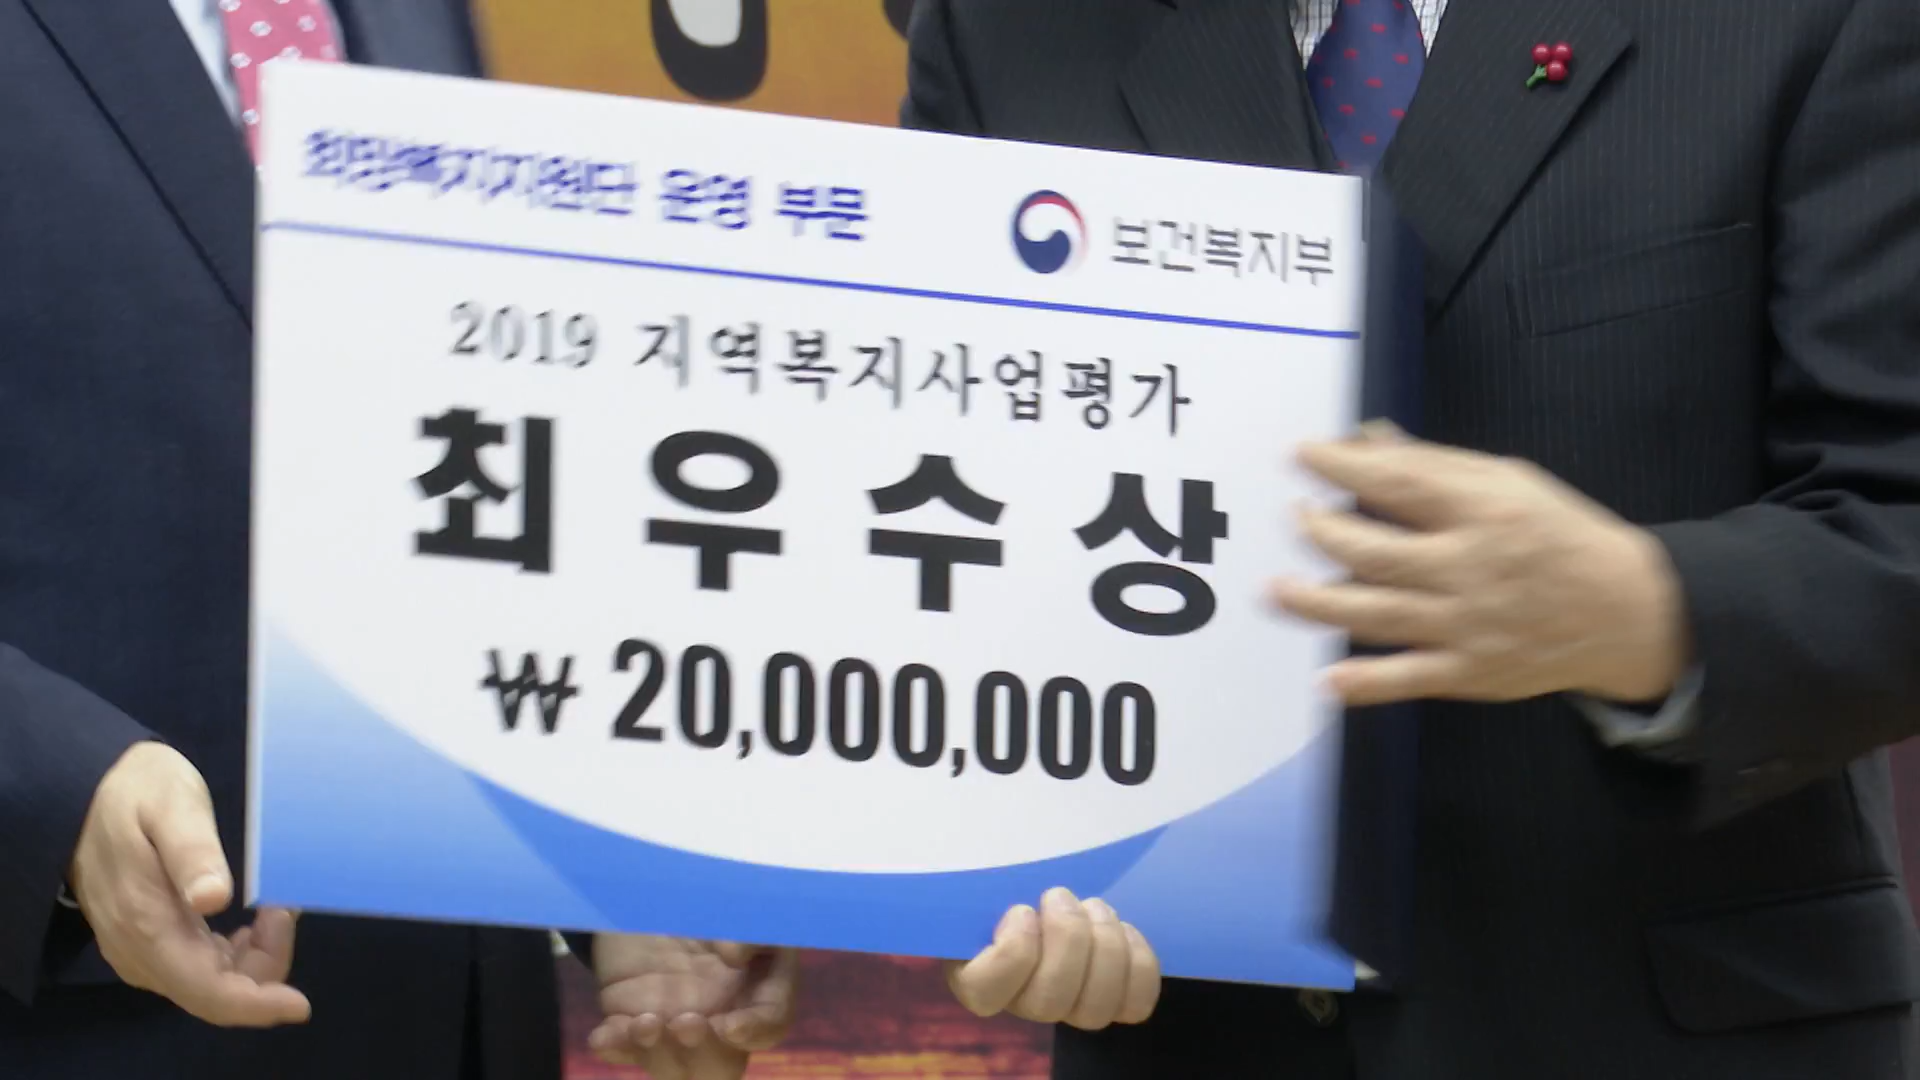 희망복지지원단 운영 부문
보건복지부
2019 지역복지사업평가
최우수상
₩ 20,000,000